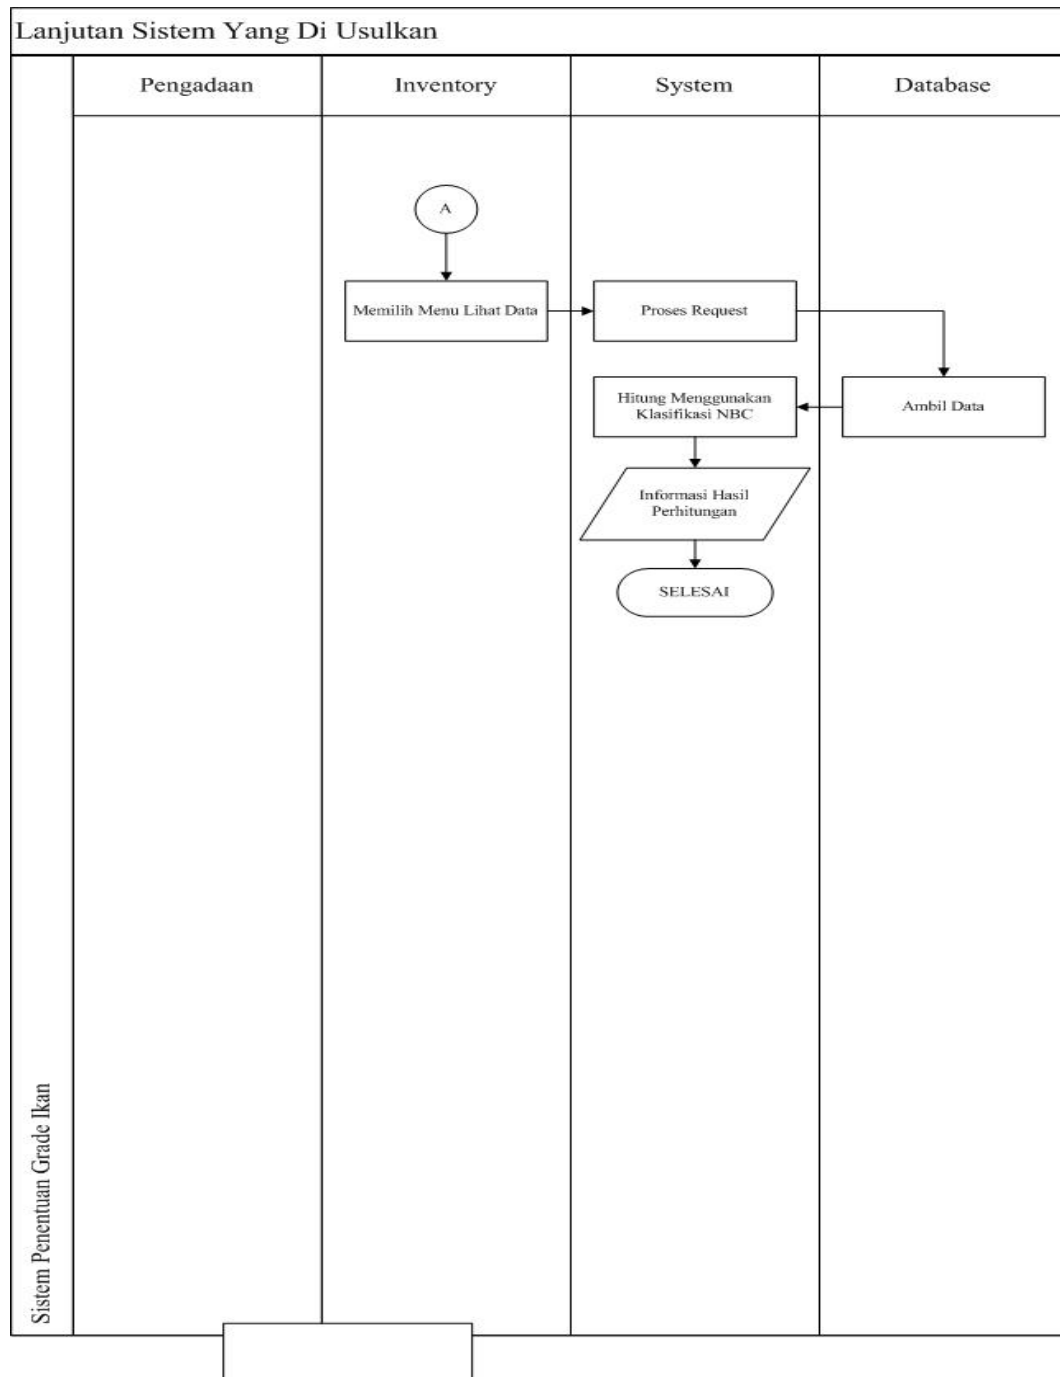 Lanjutan Sistem Yang Di Usulkan
Pengadaan
Inventory
System
Database
A
Memilih Menu Lihat Data
Proses Request
Hitung Menggunakan
Klasifikasi NBC
Ambil Data
Informasi Hasil
Perhitungan
SELESAI
Sistem Penentuan Grade Ikan